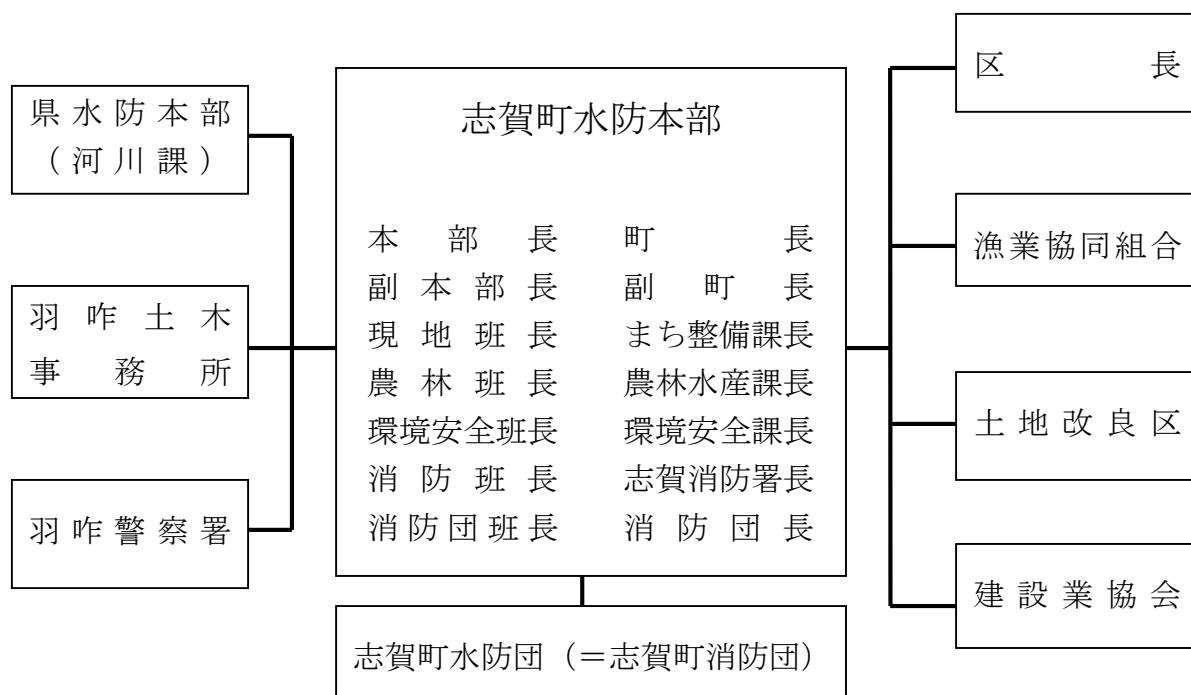 県水防本部
（河川課）
羽咋土木
事務所
羽咋警察署
志賀町水防本部
本部長 町長
副本部長 副町長
現地班長 まち整備課長
農林班長 農林水産課長
環境安全班長 環境安全課長
消防班長 志賀消防署長
消防団班長 消防団長
志賀町水防団（＝志賀町消防団）
区長
漁業協同組合
土地改良区
建設業協会